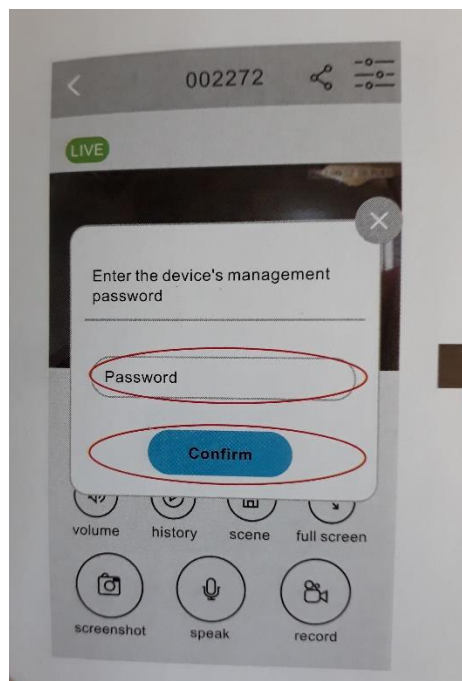 002272
LIVE
Enter the device's management
password
Password
Confirm
volume history scene full screen
screenshot speak record